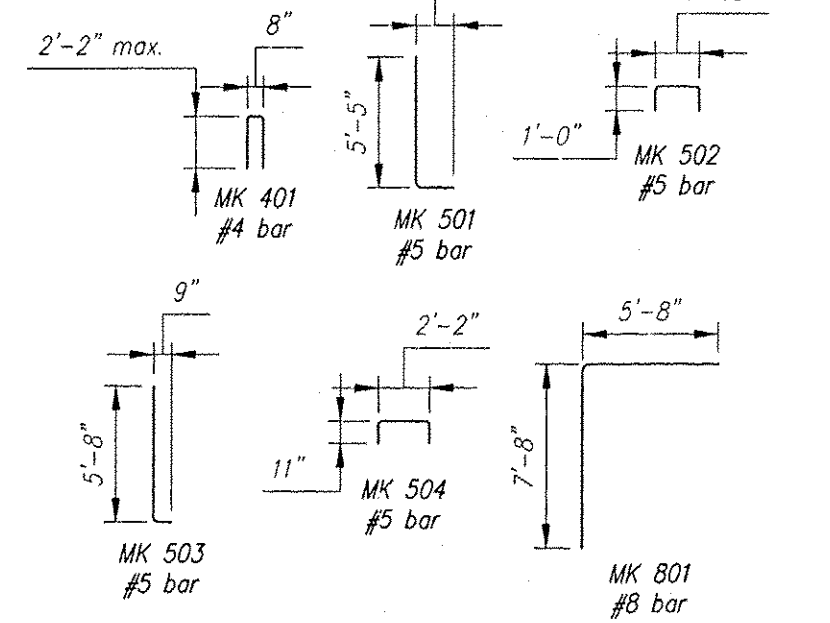 8"
2'-2" max.
5'-5"
1'-0"
MK 401
#4 bar
MK 501
#5 bar
MK 502
#5 bar
9"
2'-2"
5'-8"
5'-8"
11"
7'-8"
MK 503
#5 bar
MK 504
#5 bar
MK 801
#8 bar